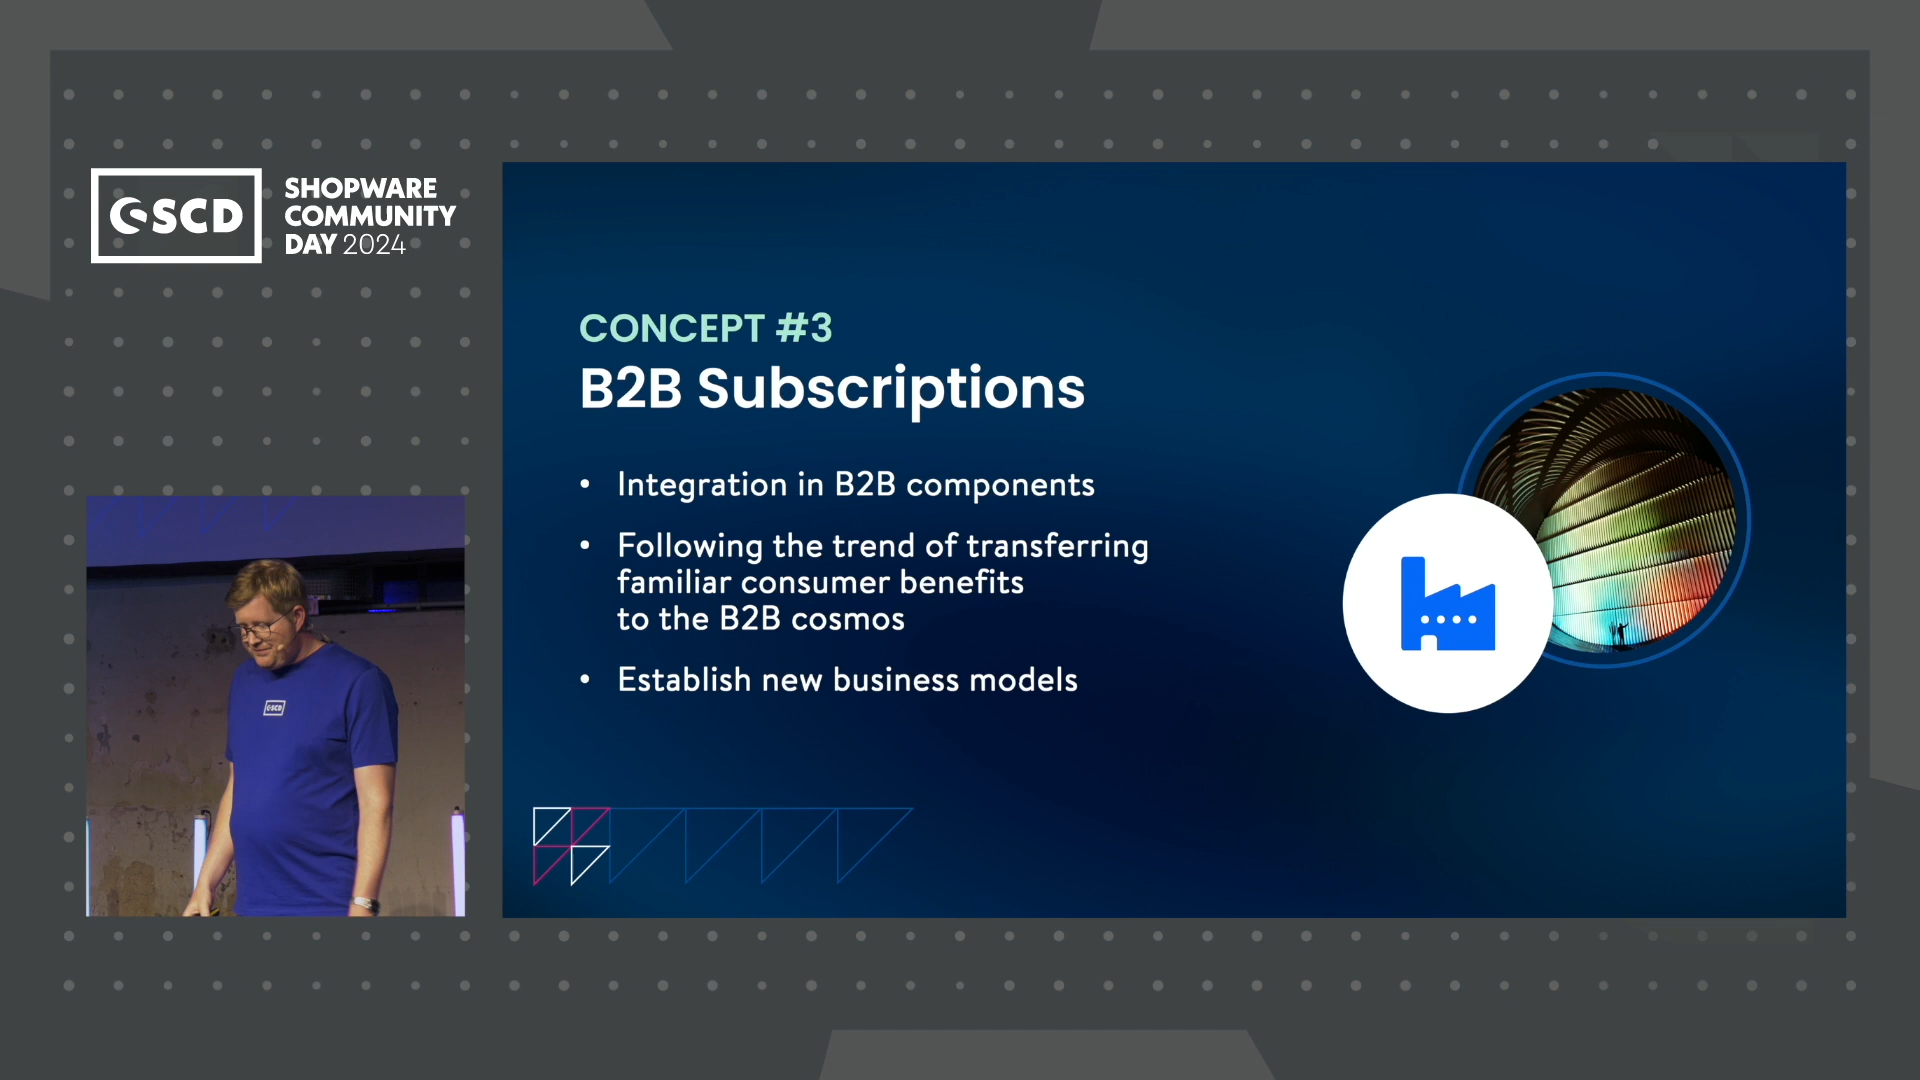 SCD
SHOPWARE
COMMUNITY
DAY 2024
CONCEPT #3
B2B Subscriptions
• Integration in B2B components
• Following the trend of transferring
familiar consumer benefits
to the B2B cosmos
• Establish new business models
SCD